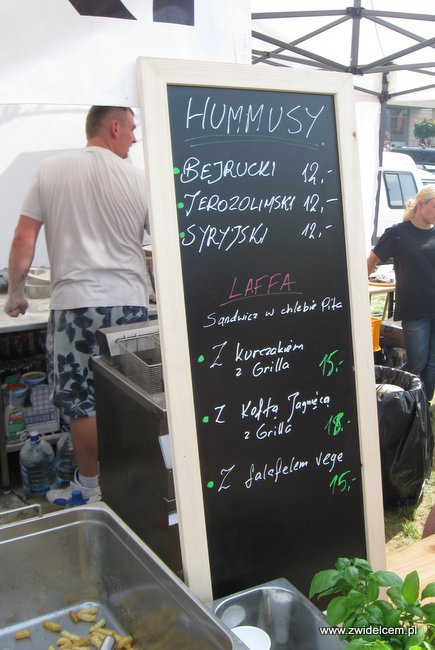 HUMMUSY
BEJRUCKI 12,-
JEROZOLIMSKI 12,-
SYRYJSKI 12,-
LAFFA
Sandwicz w chlebie Pita
Z kurczakiem
z Grilla 15,-
Z Koftą Jagnięcą
z Grilla 18,-
Z falafelem vege
15,-
www.zwidelcem.pl